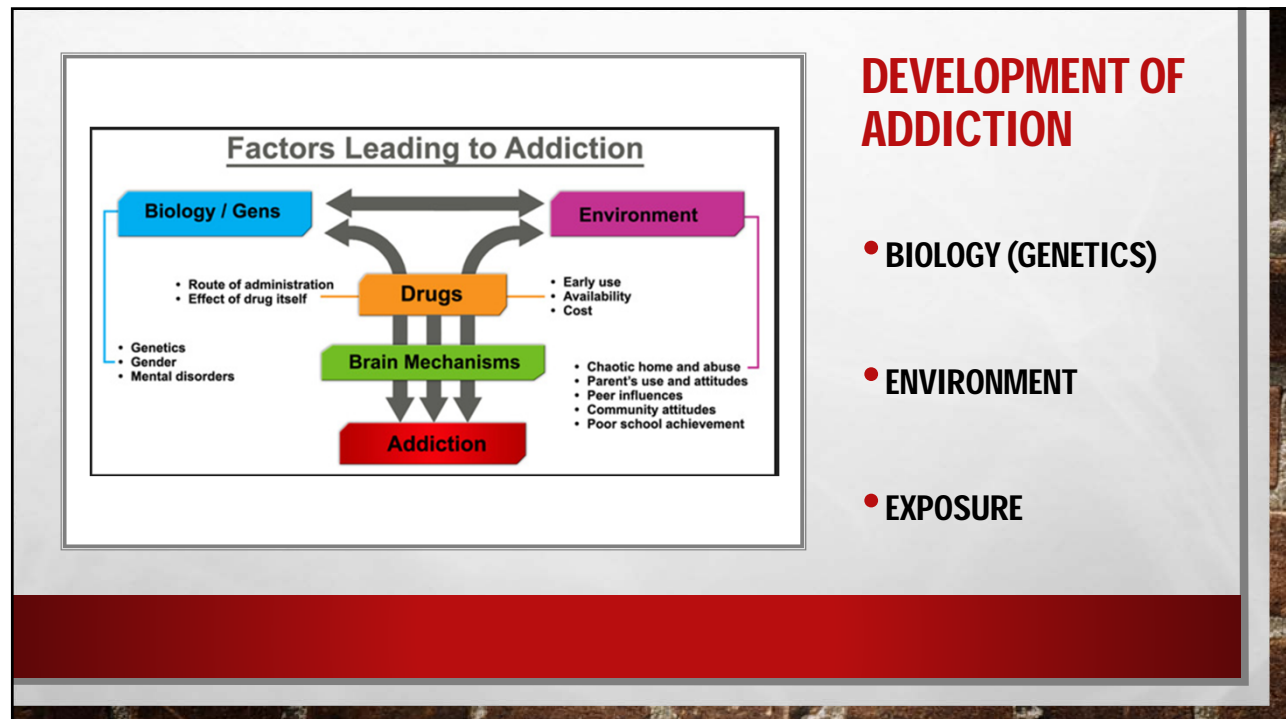 DEVELOPMENT OF
ADDICTION
• BIOLOGY (GENETICS)
• ENVIRONMENT
• EXPOSURE
Factors Leading to Addiction
Biology / Gens
Environment
• Route of administration
• Effect of drug itself
Drugs
• Early use
• Availability
• Cost
• Genetics
• Gender
• Mental disorders
Brain Mechanisms
• Chaotic home and abuse
• Parent's use and attitudes
• Peer influences
• Community attitudes
• Poor school achievement
Addiction